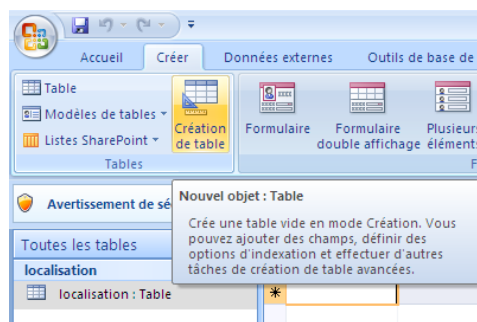 Accueil Créer Données externes Outils de base de
Table
Modèles de tables
Listes SharePoint
Création
de table
Tables
Formulaire
Formulaire
double affichage
Plusieurs
éléments
F
Avertissement de sé
Nouvel objet : Table
Crée une table vide en mode Création. Vous
pouvez ajouter des champs, définir des
options d'indexation et effectuer d'autres
tâches de création de table avancées.
Toutes les tables
localisation
localisation : Table